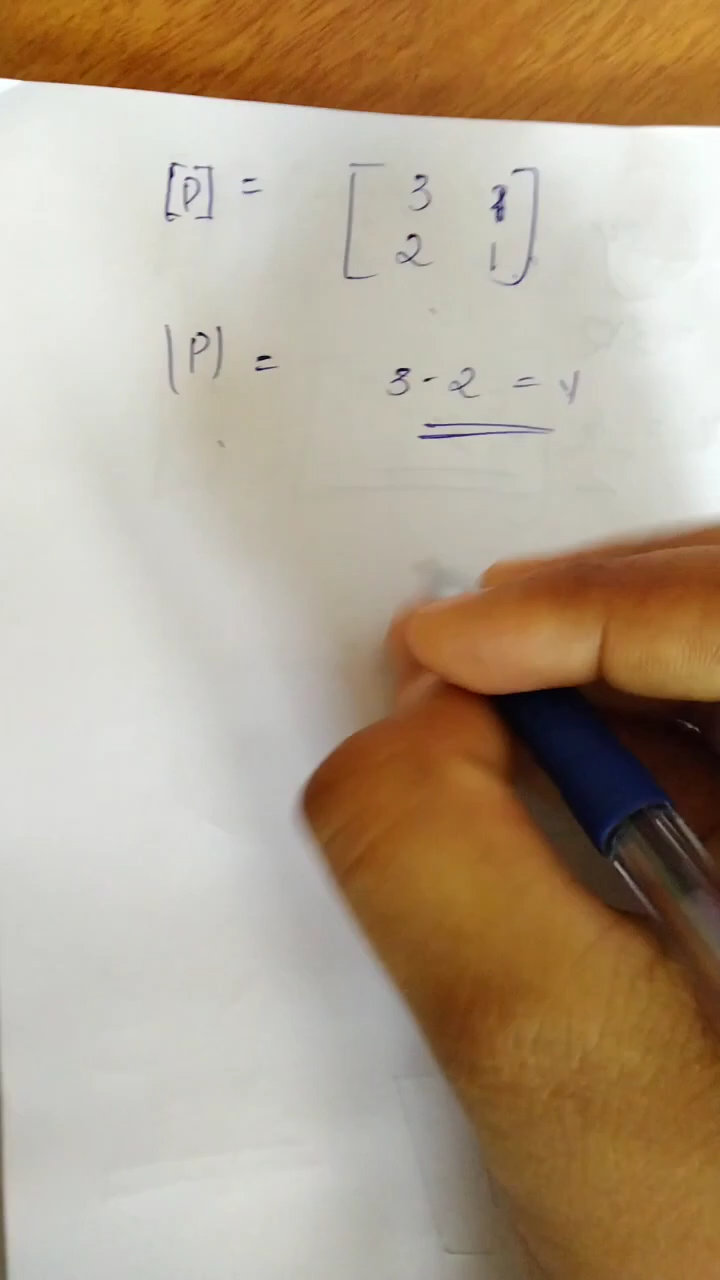 [P] = [ 3
2 1 ]
|P| = 3 - 2 =